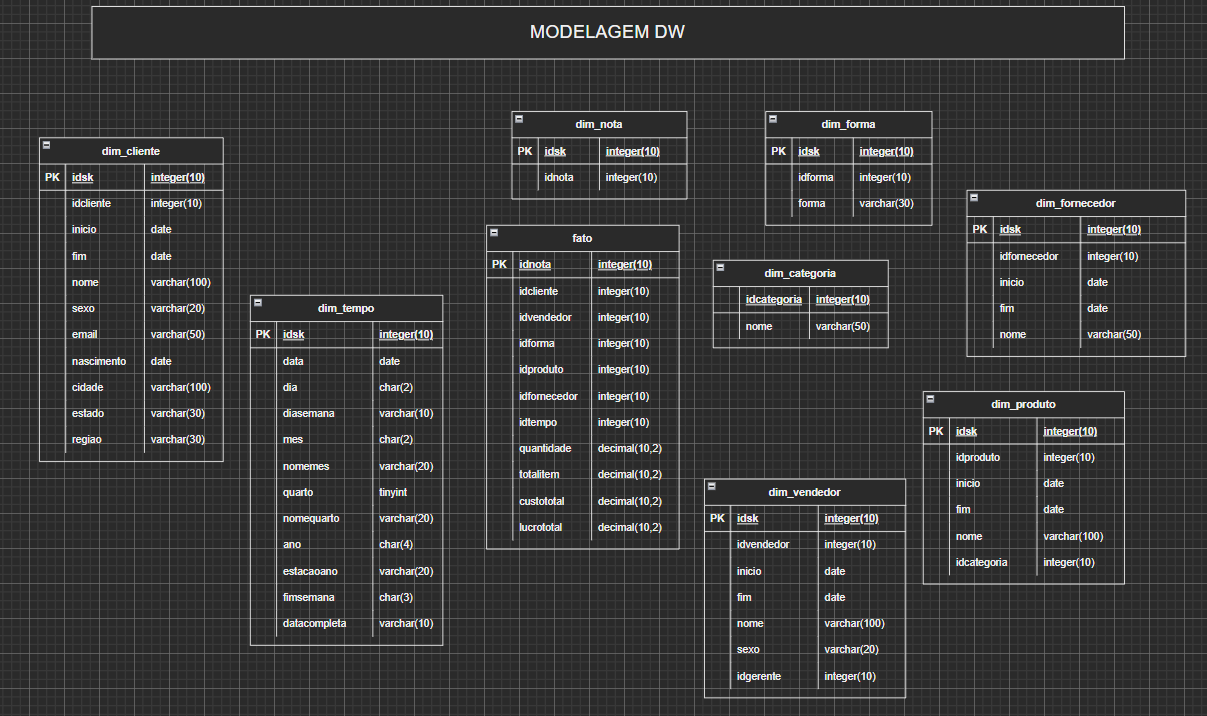 MODELAGEM DW
dim_cliente
PK idsk integer(10)
idcliente integer(10)
inicio date
fim date
nome varchar(100)
sexo varchar(20)
email varchar(50)
nascimento date
cidade varchar(100)
estado varchar(30)
regiao varchar(30)
dim_tempo
PK idsk integer(10)
data date
dia char(2)
diasemana varchar(10)
mes char(2)
nomemes varchar(20)
quarto tinyint
nomequarto varchar(20)
ano char(4)
estacaoano varchar(20)
fimsemana char(3)
datacompleta varchar(10)
dim_nota
PK idsk integer(10)
idnota integer(10)
fato
PK idnota integer(10)
idcliente integer(10)
idvendedor integer(10)
idforma integer(10)
idproduto integer(10)
idfornecedor integer(10)
idtempo integer(10)
quantidade decimal(10,2)
totalitem decimal(10,2)
custototal decimal(10,2)
lucrototal decimal(10,2)
dim_forma
PK idsk integer(10)
idforma integer(10)
forma varchar(30)
dim_categoria
idcategoria integer(10)
nome varchar(50)
dim_vendedor
PK idsk integer(10)
idvendedor integer(10)
inicio date
fim date
nome varchar(100)
sexo varchar(20)
idgerente integer(10)
dim_fornecedor
PK idsk integer(10)
idfornecedor integer(10)
inicio date
fim date
nome varchar(50)
dim_produto
PK idsk integer(10)
idproduto integer(10)
inicio date
fim date
nome varchar(100)
idcategoria integer(10)